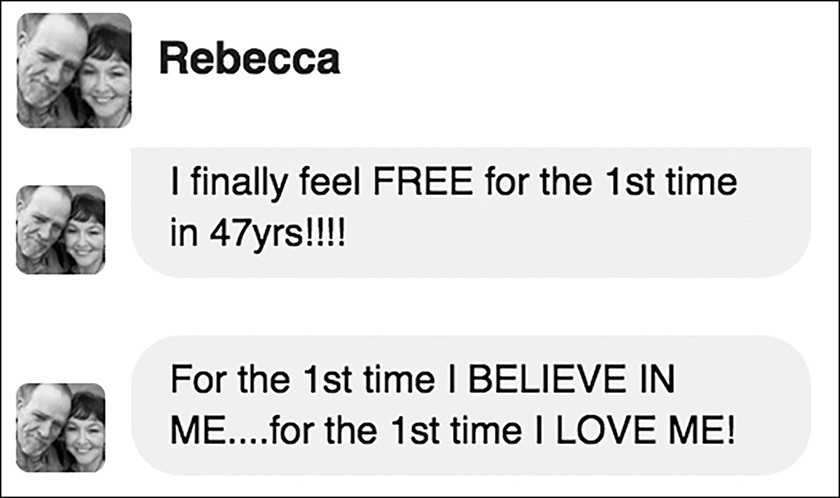 Rebecca
I finally feel FREE for the 1st time
in 47yrs!!!!
For the 1st time I BELIEVE IN
ME....for the 1st time I LOVE ME!